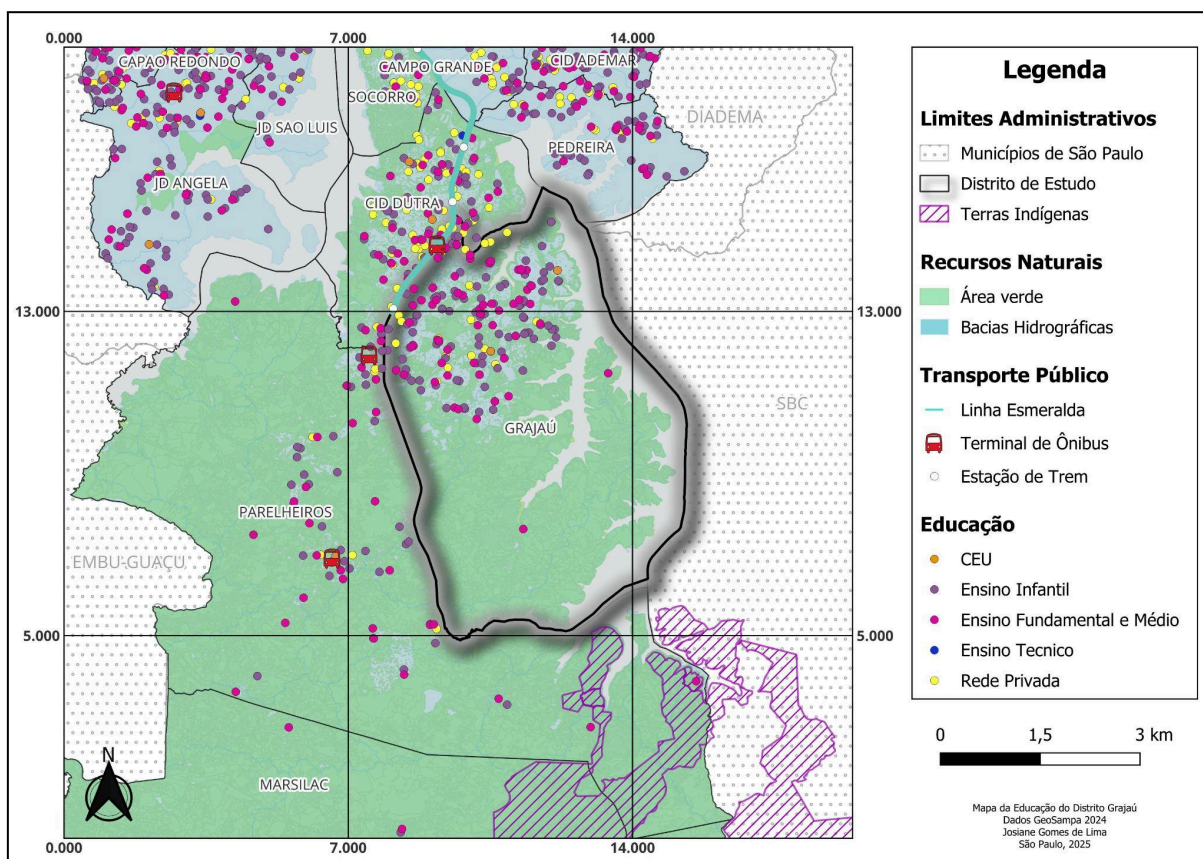 0.000
7.000
14.000
CAPAO REDONDO
CAMPO GRANDE
CID ADEMAR
SOCORRO
DIADEMA
JD SAO LUIS
PEDREIRA
JD ANGELA
CID DUTRA
13.000
13.000
SBC
GRAJAÚ
PARELHEIROS
EMBU-GUAÇU
5.000
5.000
MARSILAC
N
0.000
7.000
14.000
Legenda
Limites Administrativos
Municípios de São Paulo
Distrito de Estudo
Terras Indígenas
Recursos Naturais
Área verde
Bacias Hidrográficas
Transporte Público
Linha Esmeralda
Terminal de Ônibus
Estação de Trem
Educação
CEU
Ensino Infantil
Ensino Fundamental e Médio
Ensino Tecnico
Rede Privada
0 1,5 3 km
Mapa da Educação do Distrito Grajaú
Dados GeoSampa 2024
Josiane Gomes de Lima
São Paulo, 2025